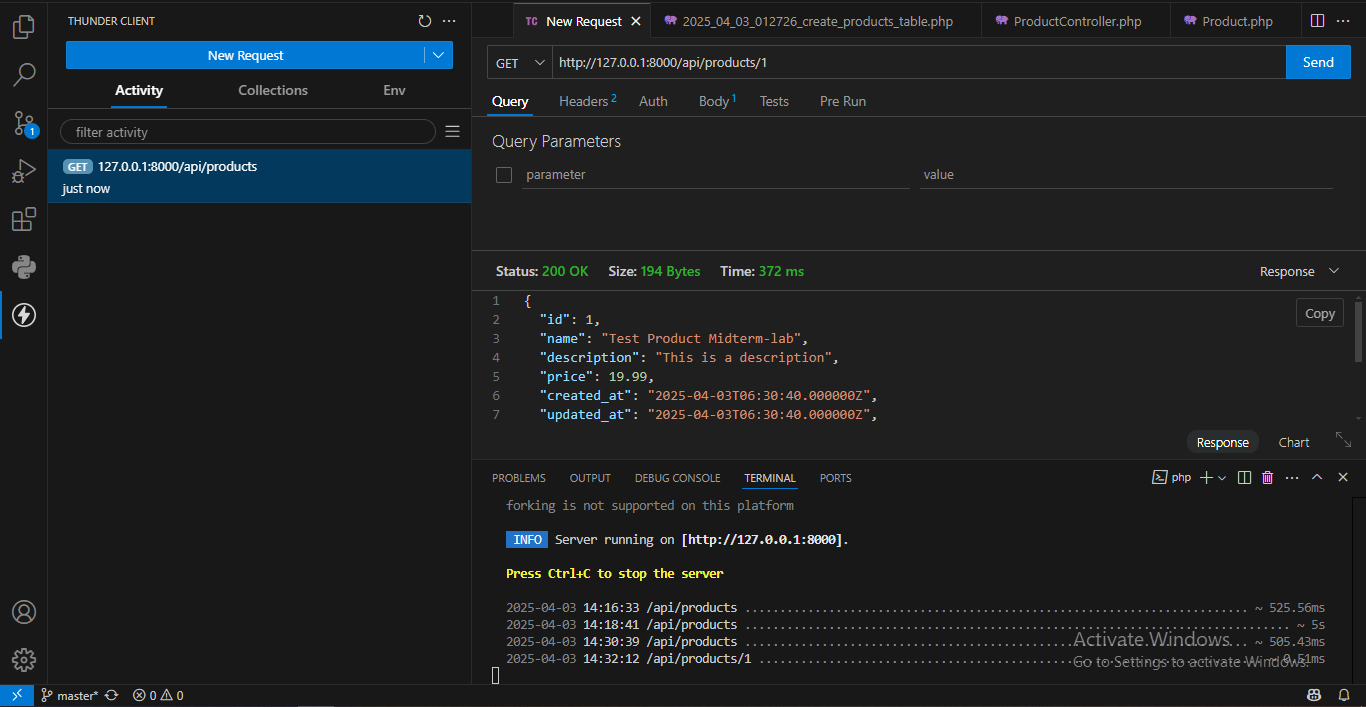 THUNDER CLIENT
New Request
Activity
Collections
Env
filter activity
GET 127.0.0.1:8000/api/products
just now
1
TC New Request
2025_04_03_012726_create_products_table.php
ProductController.php
Product.php
GET
http://127.0.0.1:8000/api/products/1
Send
Query
Headers 2
Auth
Body 1
Tests
Pre Run
Query Parameters
parameter
value
Status: 200 OK
Size: 194 Bytes
Time: 372 ms
Response
Copy
1 {
2 "id": 1,
3 "name": "Test Product Midterm-lab",
4 "description": "This is a description",
5 "price": 19.99,
6 "created_at": "2025-04-03T06:30:40.000000Z",
7 "updated_at": "2025-04-03T06:30:40.000000Z",
Response
Chart
PROBLEMS
OUTPUT
DEBUG CONSOLE
TERMINAL
PORTS
php
forking is not supported on this platform
INFO Server running on [http://127.0.0.1:8000].
Press Ctrl+C to stop the server
2025-04-03 14:16:33 /api/products ........................................................................ ~ 525.56ms
2025-04-03 14:18:41 /api/products .............................................................................. ~ 5s
2025-04-03 14:30:39 /api/products ........................................................................ ~ 505.43ms
2025-04-03 14:32:12 /api/products/1 ........................................................................ ~ 0.51ms
Activate Windows
Go to Settings to activate Windows.
master*
0
0